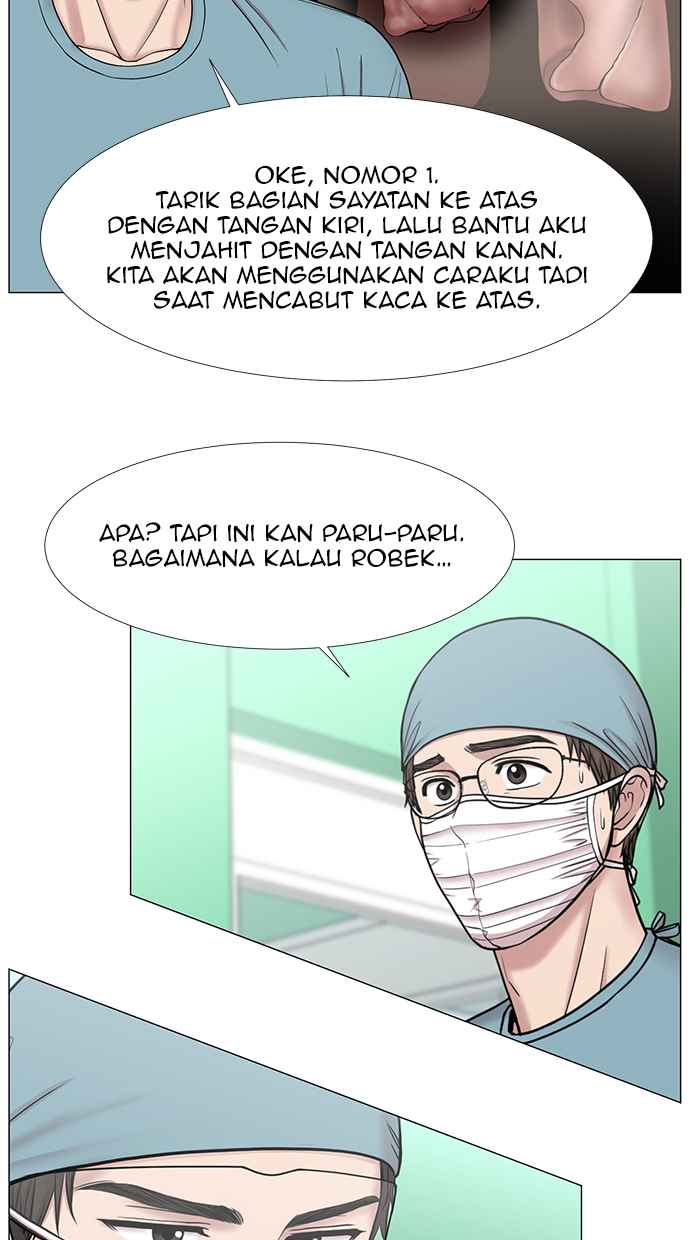 OKE, NOMOR 1.
TARIK BAGIAN SAYATAN KE ATAS
DENGAN TANGAN KIRI, LALU BANTU AKU
MENJAHIT DENGAN TANGAN KANAN.
KITA AKAN MENGGUNAKAN CARAKU TADI
SAAT MENCABUT KACA KE ATAS.
APA? TAPI INI KAN PARU-PARU.
BAGAIMANA KALAU ROBEK...